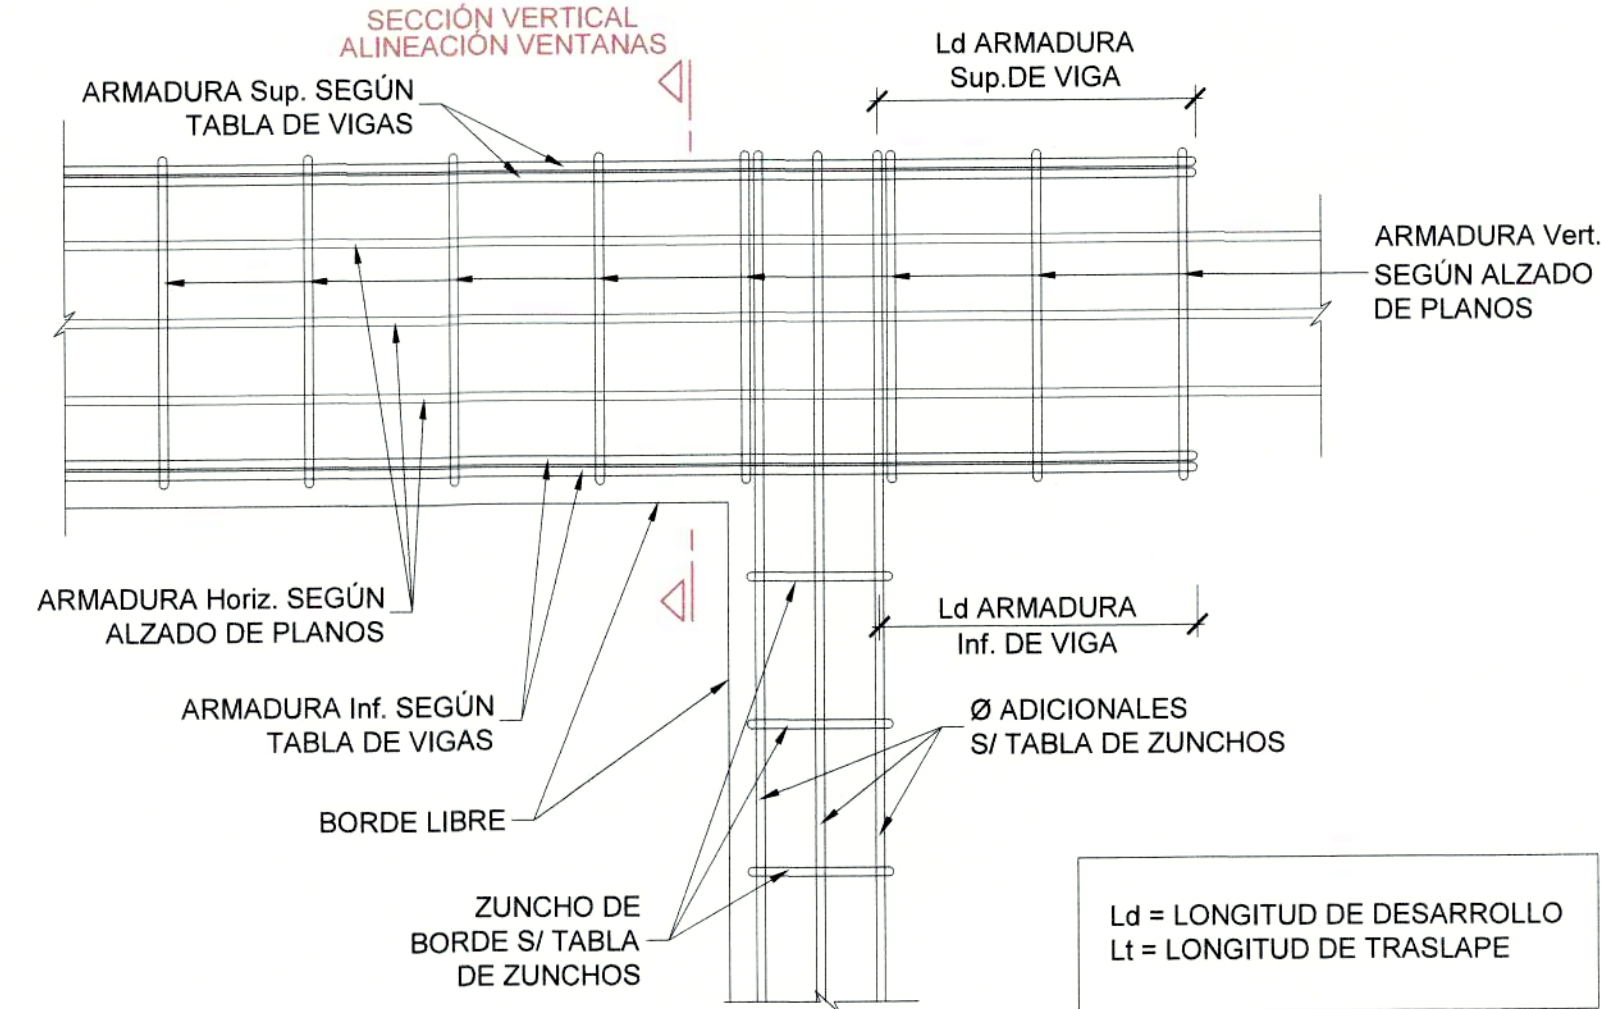 SECCIÓN VERTICAL
ALINEACIÓN VENTANAS
Ld ARMADURA
Sup.DE VIGA
ARMADURA Sup. SEGÚN
TABLA DE VIGAS
ARMADURA Vert.
SEGÚN ALZADO
DE PLANOS
ARMADURA Horiz. SEGÚN
ALZADO DE PLANOS
Ld ARMADURA
Inf. DE VIGA
ARMADURA Inf. SEGÚN
TABLA DE VIGAS
Ø ADICIONALES
S/ TABLA DE ZUNCHOS
BORDE LIBRE
ZUNCHO DE
BORDE S/ TABLA
DE ZUNCHOS
Ld = LONGITUD DE DESARROLLO
Lt = LONGITUD DE TRASLAPE